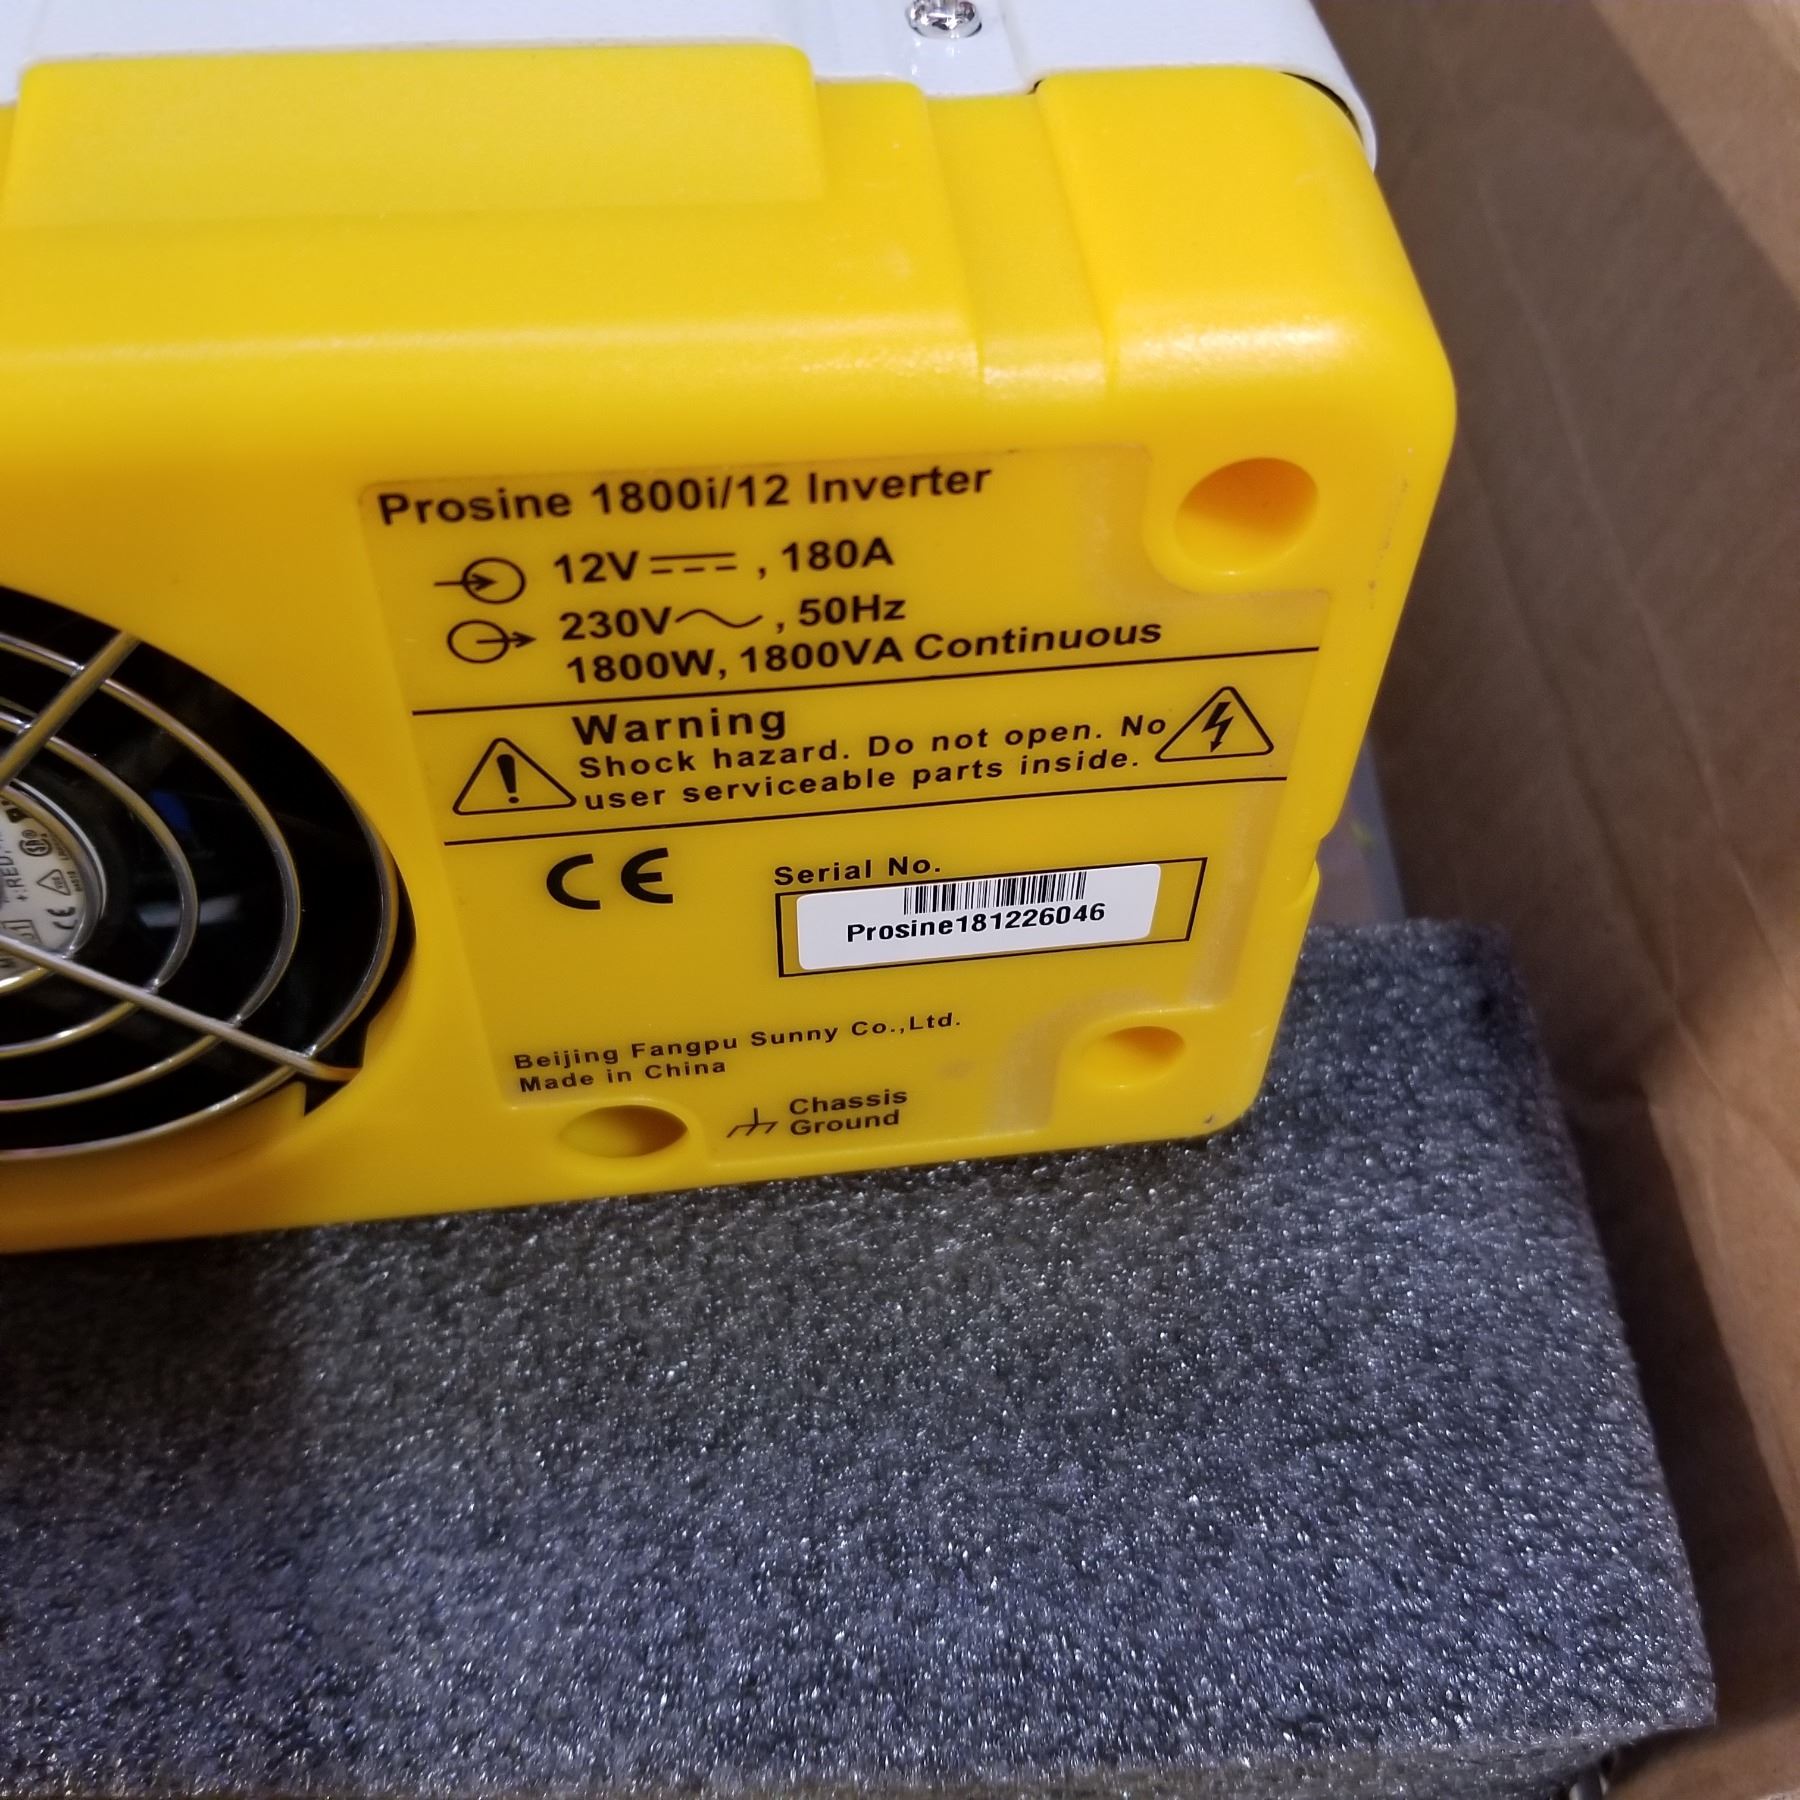 Prosine 1800i/12 Inverter
12V ⎓, 180A
230V～, 50Hz
1800W, 1800VA Continuous
Warning
Shock hazard. Do not open. No
user serviceable parts inside.
CE
Serial No.
Prosine181226046
Beijing Fangpu Sunny Co.,Ltd.
Made in China
Chassis
Ground
CE